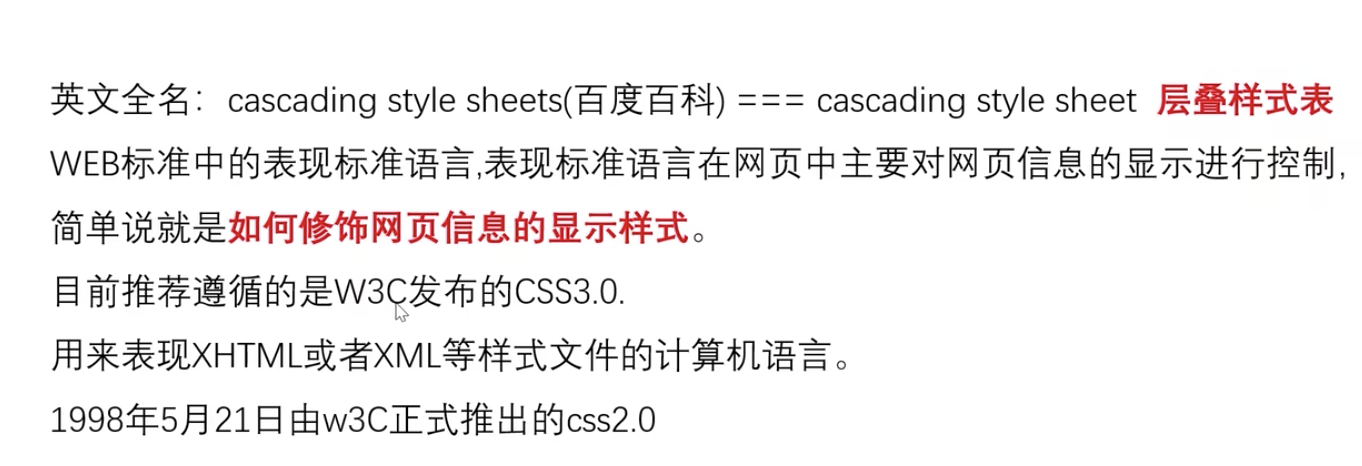 英文全名：cascading style sheets(百度百科) === cascading style sheet 层叠样式表
WEB标准中的表现标准语言,表现标准语言在网页中主要对网页信息的显示进行控制,
简单说就是如何修饰网页信息的显示样式。
目前推荐遵循的是W3C发布的CSS3.0.
用来表现XHTML或者XML等样式文件的计算机语言。
1998年5月21日由w3C正式推出的css2.0